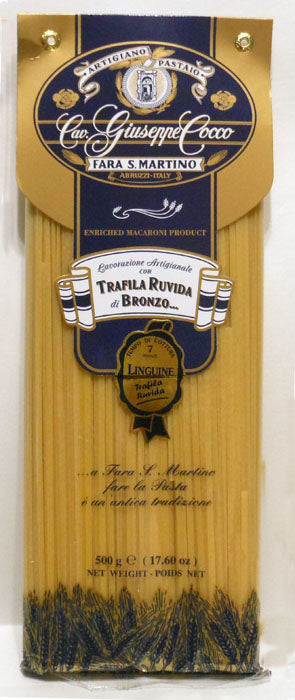 ARTIGIANO PASTAIO
Cav. Giuseppe Cocco
FARA S. MARTINO
ABRUZZI-ITALY
ENRICHED MACARONI PRODUCT
Lavorazione Artigianale
con
TRAFILA RUVIDA
di BRONZO...
TEMPO DI COTTURA
7
MINUTI
LINGUINE
Trafila
Ruvida
...a Fara S. Martino
fare la Pasta
è un antica tradizione
500 g ℮ (17.60 oz)
NET WEIGHT - POIDS NET